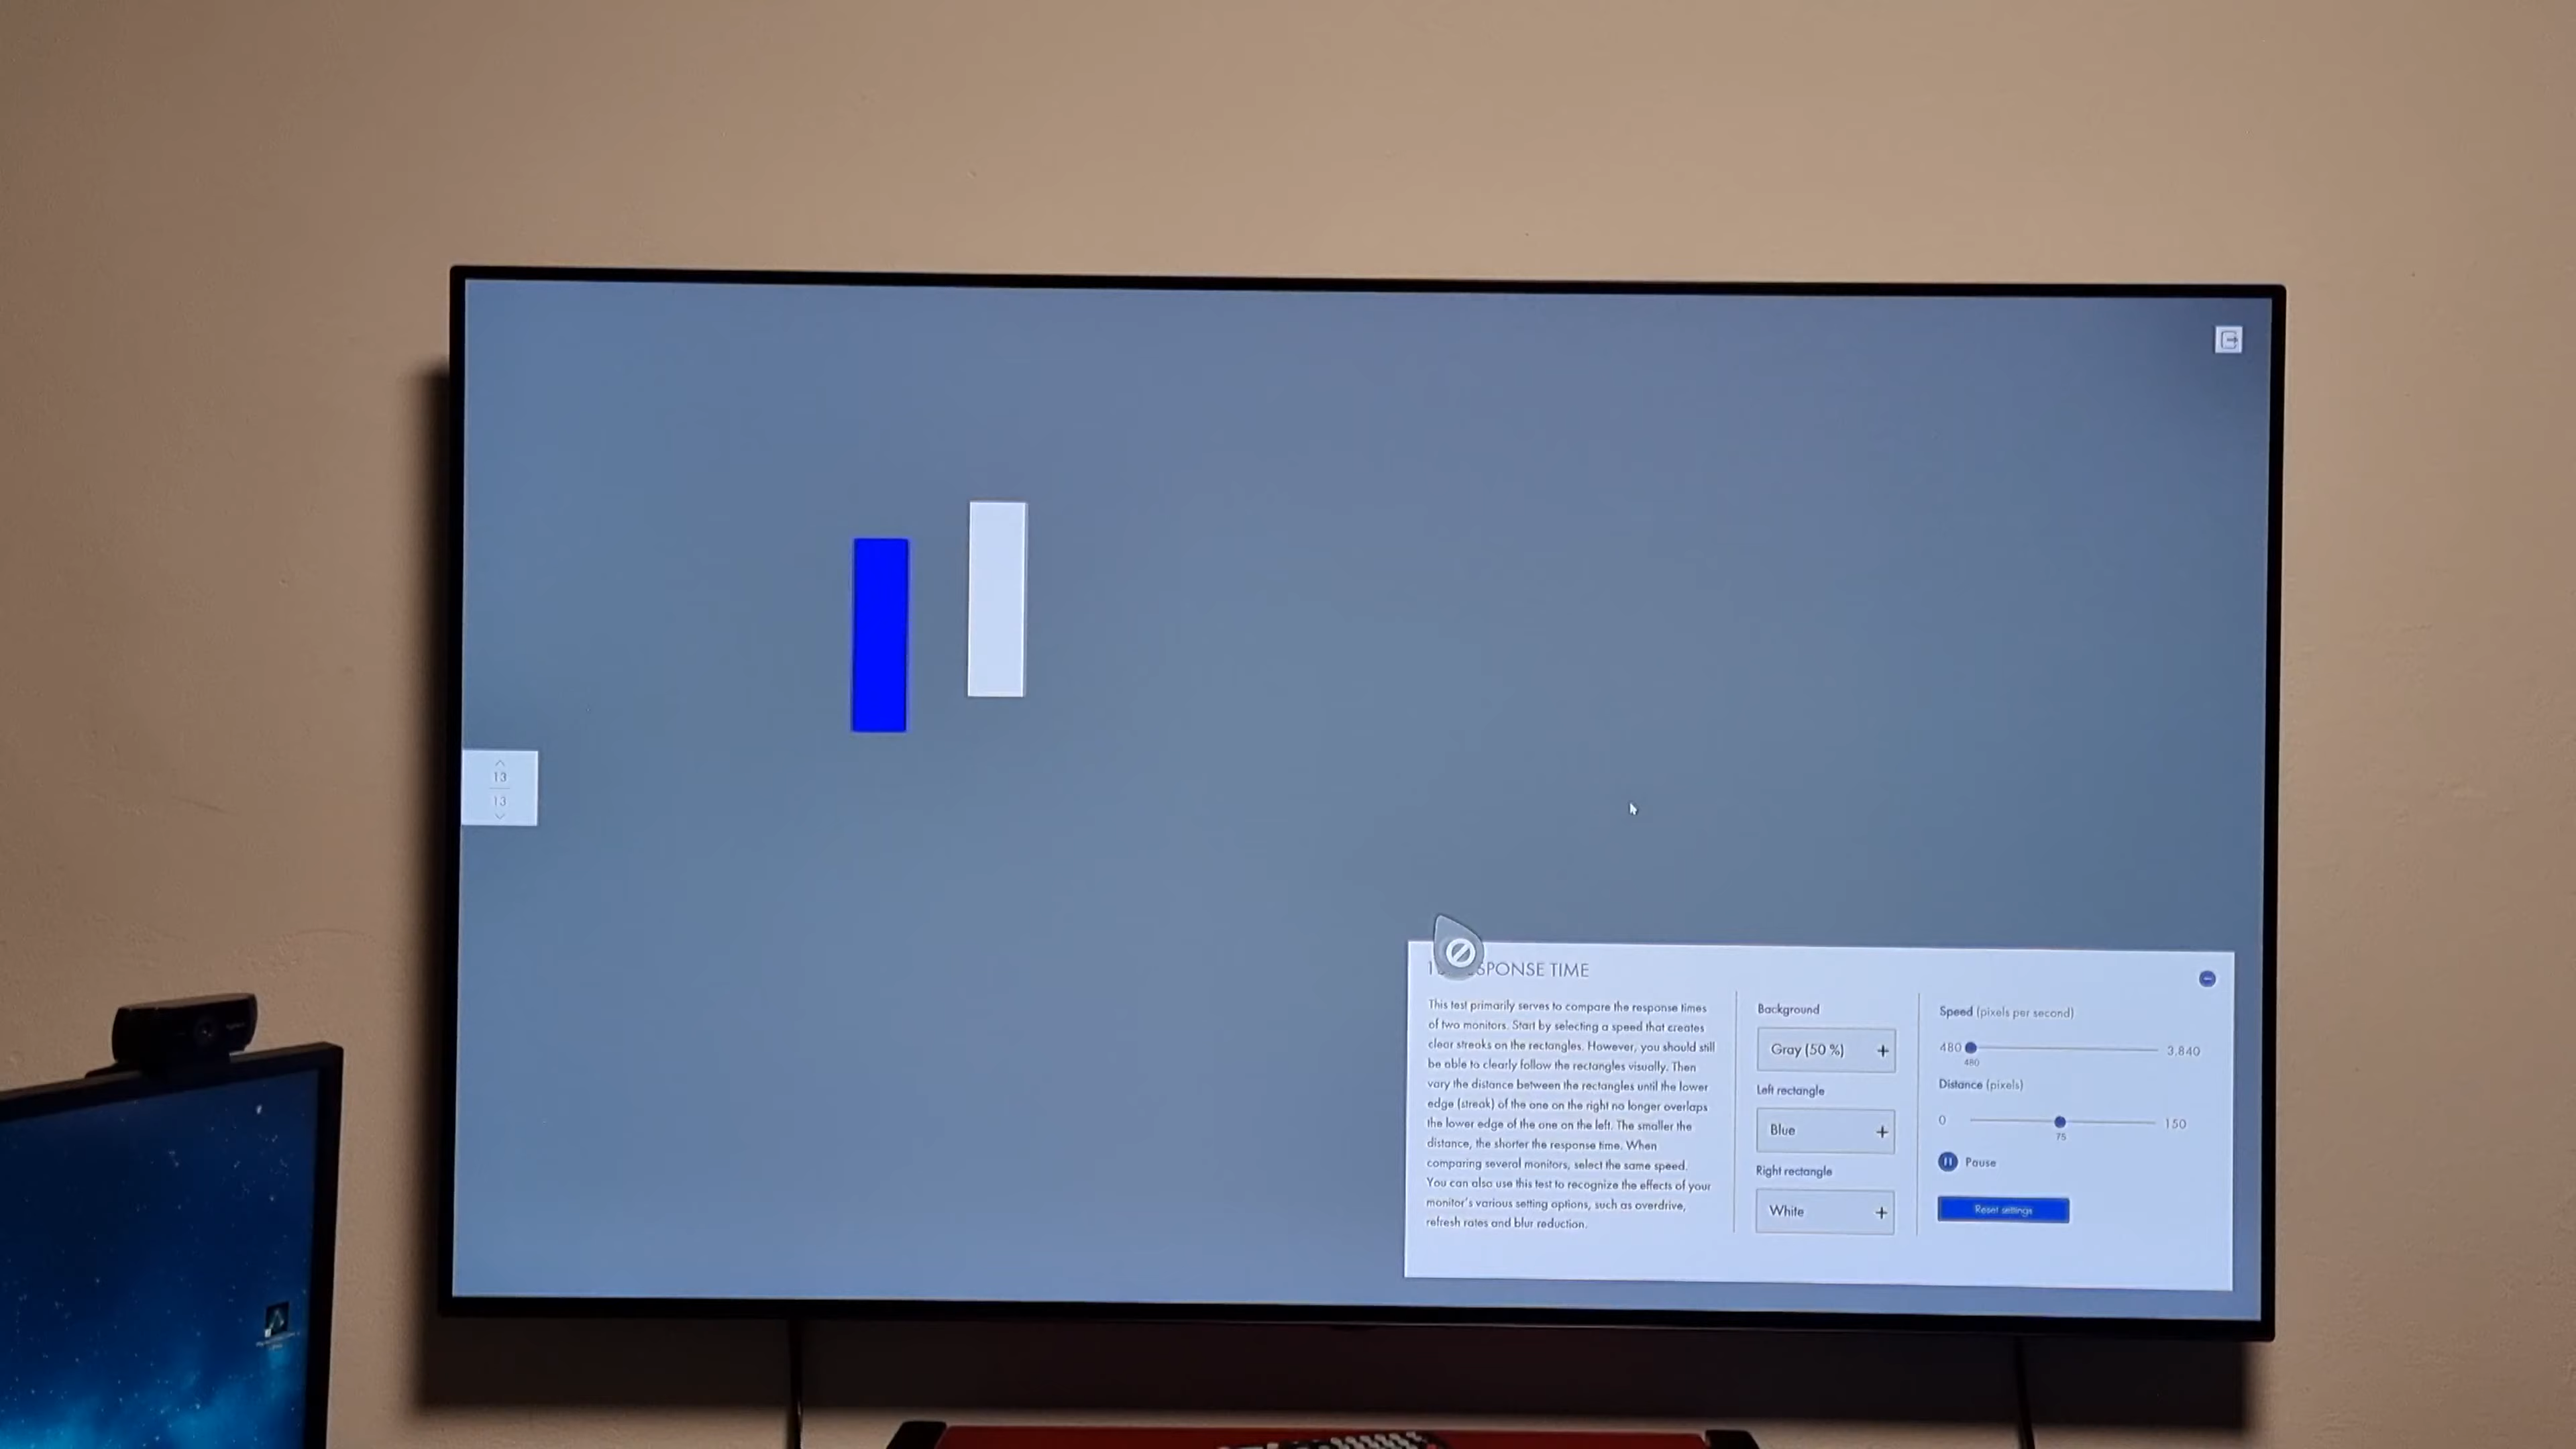 13
13
SPONSE TIME
This test primarily serves to compare the response times
of two monitors. Start by selecting a speed that creates
clear streaks on the rectangles. However, you should still
be able to clearly follow the rectangles visually. Then
vary the distance between the rectangles until the lower
edge (streak) of the one on the right no longer overlaps
the lower edge of the one on the left. The smaller the
distance, the shorter the response time. When
comparing several monitors, select the same speed.
You can also use this test to recognize the effects of your
monitor's various setting options, such as overdrive,
refresh rates and blur reduction.
Background
Gray (50 %) +
Left rectangle
Blue +
Right rectangle
White +
Speed (pixels per second)
480 3,840
480
Distance (pixels)
0 150
75
Pause
Reset settings